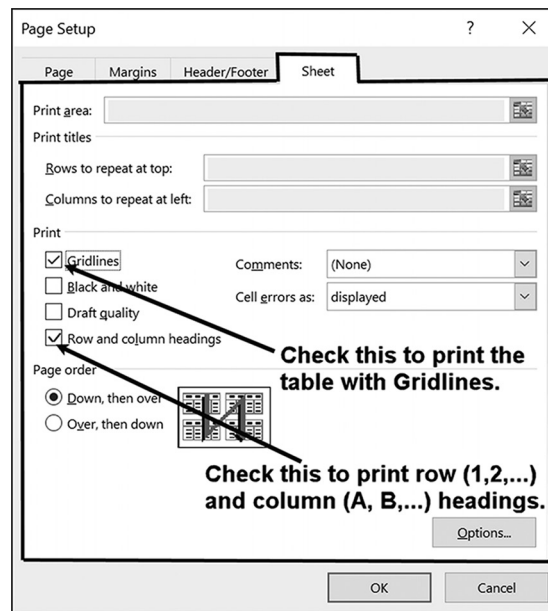 Page Setup ? ×
Page Margins Header/Footer Sheet
Print area:
Print titles
Rows to repeat at top:
Columns to repeat at left:
Print
Gridlines
Comments: (None)
Black and white
Cell errors as: displayed
Draft quality
Row and column headings
Check this to print the
table with Gridlines.
Page order
Down, then over
Over, then down
Check this to print row (1,2,...)
and column (A, B,...) headings.
Options...
OK Cancel